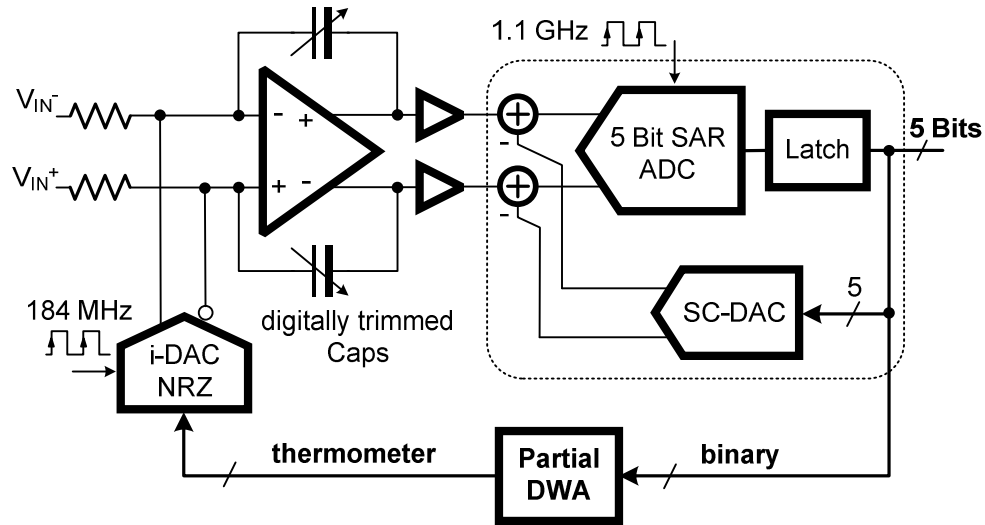 1.1 GHz
VIN-
VIN+
- +
+ -
+
-
+
-
5 Bit SAR
ADC
Latch
5 Bits
SC-DAC
5
184 MHz
i-DAC
NRZ
digitally trimmed
Caps
thermometer
Partial
DWA
binary